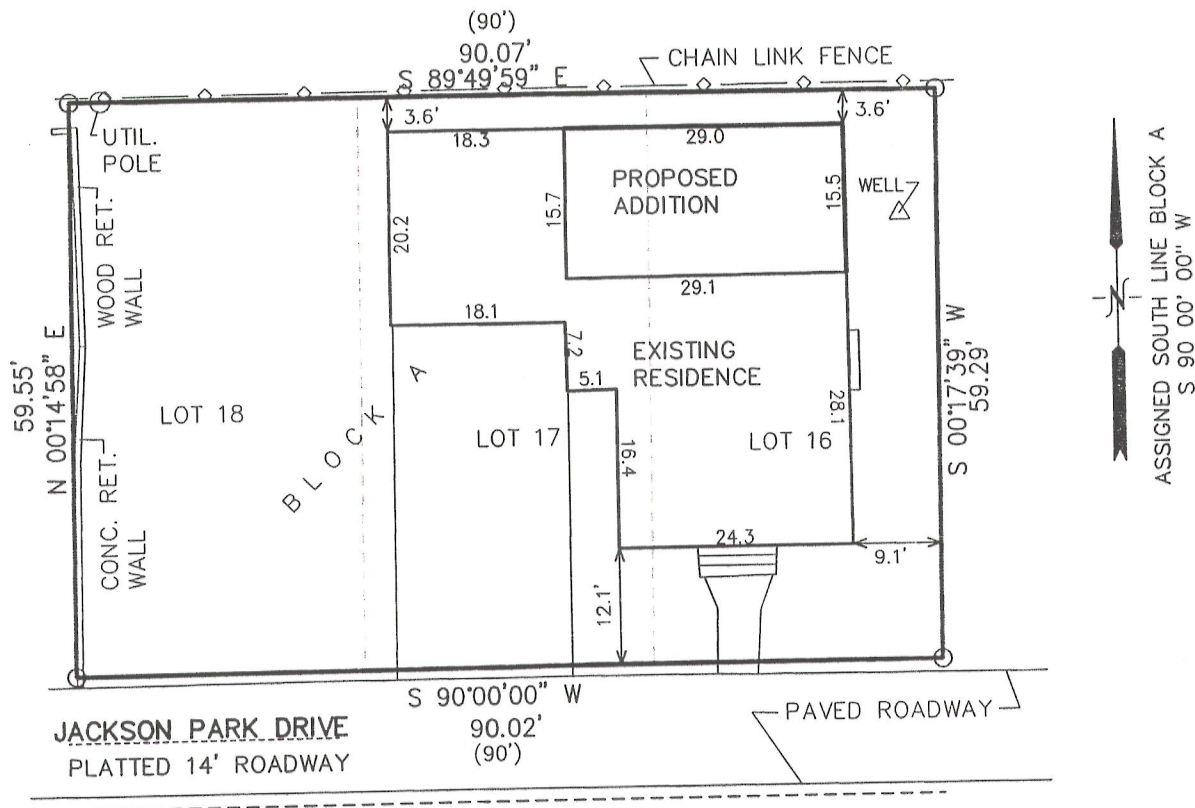 (90')
90.07'
S 89°49'59" E
CHAIN LINK FENCE
3.6'
3.6'
UTIL.
POLE
18.3
29.0
PROPOSED
ADDITION
15.7
15.5
WELL
20.2
WOOD RET.
WALL
29.1
18.1
7.2
EXISTING
RESIDENCE
5.1
28.1
59.55'
N 00°14'58" E
S 00°17'39" W
59.29'
LOT 18
BLOCK A
LOT 17
LOT 16
16.4
CONC. RET.
WALL
24.3
9.1'
12.1'
S 90°00'00" W
90.02'
(90')
JACKSON PARK DRIVE
PLATTED 14' ROADWAY
PAVED ROADWAY
N
ASSIGNED SOUTH LINE BLOCK A
S 90°00'00" W